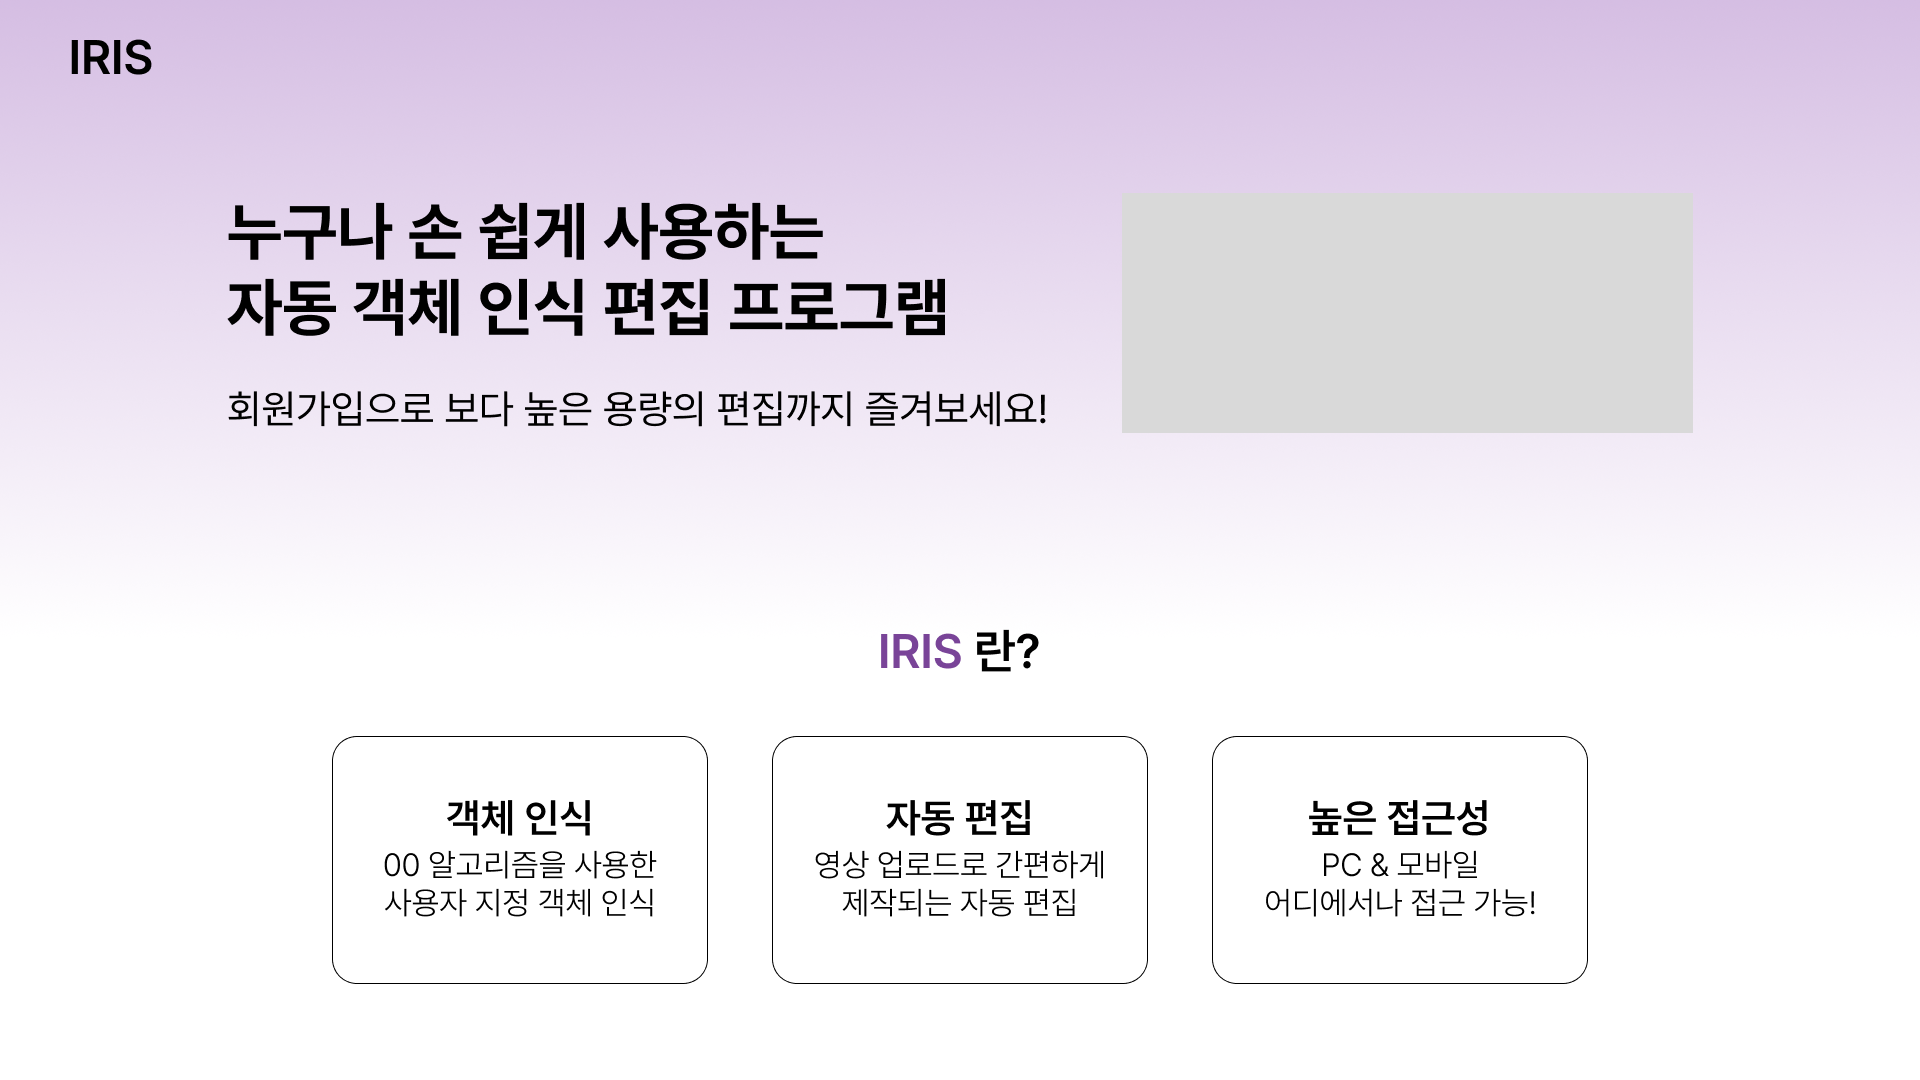 IRIS
누구나 손 쉽게 사용하는
자동 객체 인식 편집 프로그램
회원가입으로 보다 높은 용량의 편집까지 즐겨보세요!
IRIS 란?
객체 인식
00 알고리즘을 사용한
사용자 지정 객체 인식
자동 편집
영상 업로드로 간편하게
제작되는 자동 편집
높은 접근성
PC & 모바일
어디에서나 접근 가능!